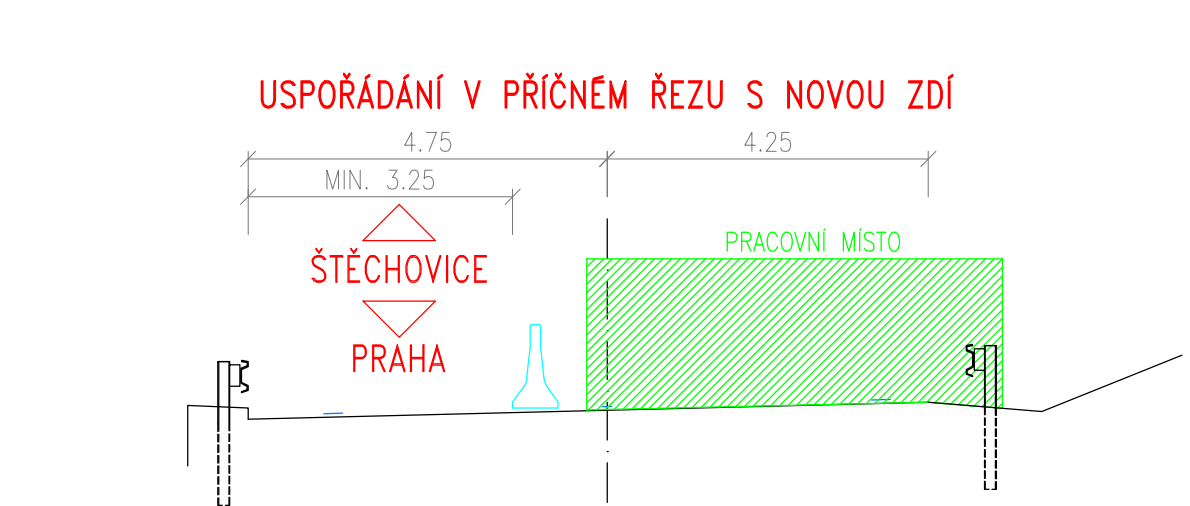 USPOŘÁDÁNÍ V PŘÍČNÉM ŘEZU S NOVOU ZDÍ
4.75 4.25
MIN. 3.25
PRACOVNÍ MÍSTO
ŠTĚCHOVICE
PRAHA